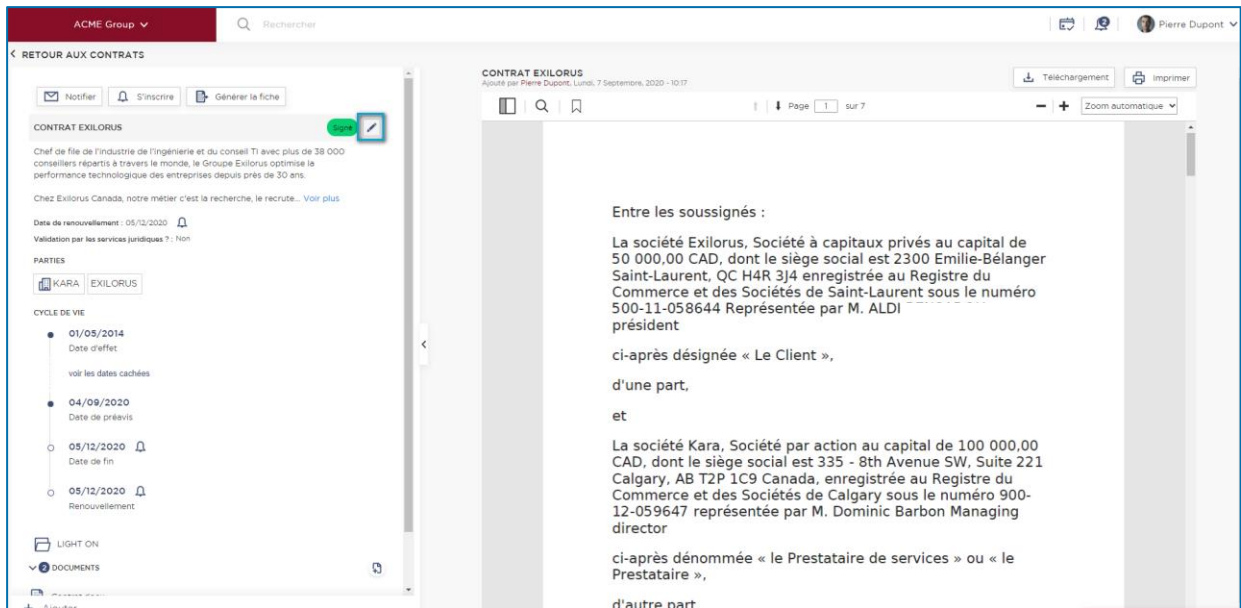 ACME Group
Rechercher
Pierre Dupont
RETOUR AUX CONTRATS
Notifier
S'inscrire
Générer la fiche
CONTRAT EXILORUS
Signé
Chef de file de l'industrie de l'ingénierie et du conseil TI avec plus de 38 000
conseillers répartis à travers le monde, le Groupe Exilorus optimise la
performance technologique des entreprises depuis près de 30 ans.
Chez Exilorus Canada, notre métier c'est la recherche, le recrute... Voir plus
Date de renouvellement : 05/12/2020
Validation par les services juridiques ? : Non
PARTIES
KARA
EXILORUS
CYCLE DE VIE
01/05/2014
Date d'effet
voir les dates cachées
04/09/2020
Date de préavis
05/12/2020
Date de fin
05/12/2020
Renouvellement
LIGHT ON
2 DOCUMENTS
+ Ajouter
CONTRAT EXILORUS
Ajouté par Pierre Dupont, Lundi, 7 Septembre, 2020 - 10:17
Téléchargement
Imprimer
Page 1 sur 7
Zoom automatique
Entre les soussignés :
La société Exilorus, Société à capitaux privés au capital de
50 000,00 CAD, dont le siège social est 2300 Emilie-Bélanger
Saint-Laurent, QC H4R 3J4 enregistrée au Registre du
Commerce et des Sociétés de Saint-Laurent sous le numéro
500-11-058644 Représentée par M. ALDI
président
ci-après désignée « Le Client »,
d'une part,
et
La société Kara, Société par action au capital de 100 000,00
CAD, dont le siège social est 335 - 8th Avenue SW, Suite 221
Calgary, AB T2P 1C9 Canada, enregistrée au Registre du
Commerce et des Sociétés de Calgary sous le numéro 900-
12-059647 représentée par M. Dominic Barbon Managing
director
ci-après dénommée « le Prestataire de services » ou « le
Prestataire »,
d'autre part